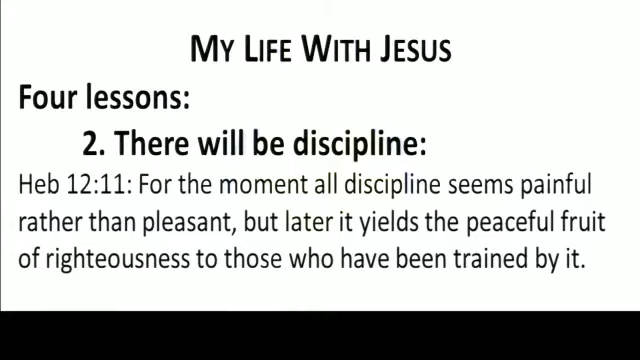 MY LIFE WITH JESUS
Four lessons:
2. There will be discipline:
Heb 12:11: For the moment all discipline seems painful
rather than pleasant, but later it yields the peaceful fruit
of righteousness to those who have been trained by it.